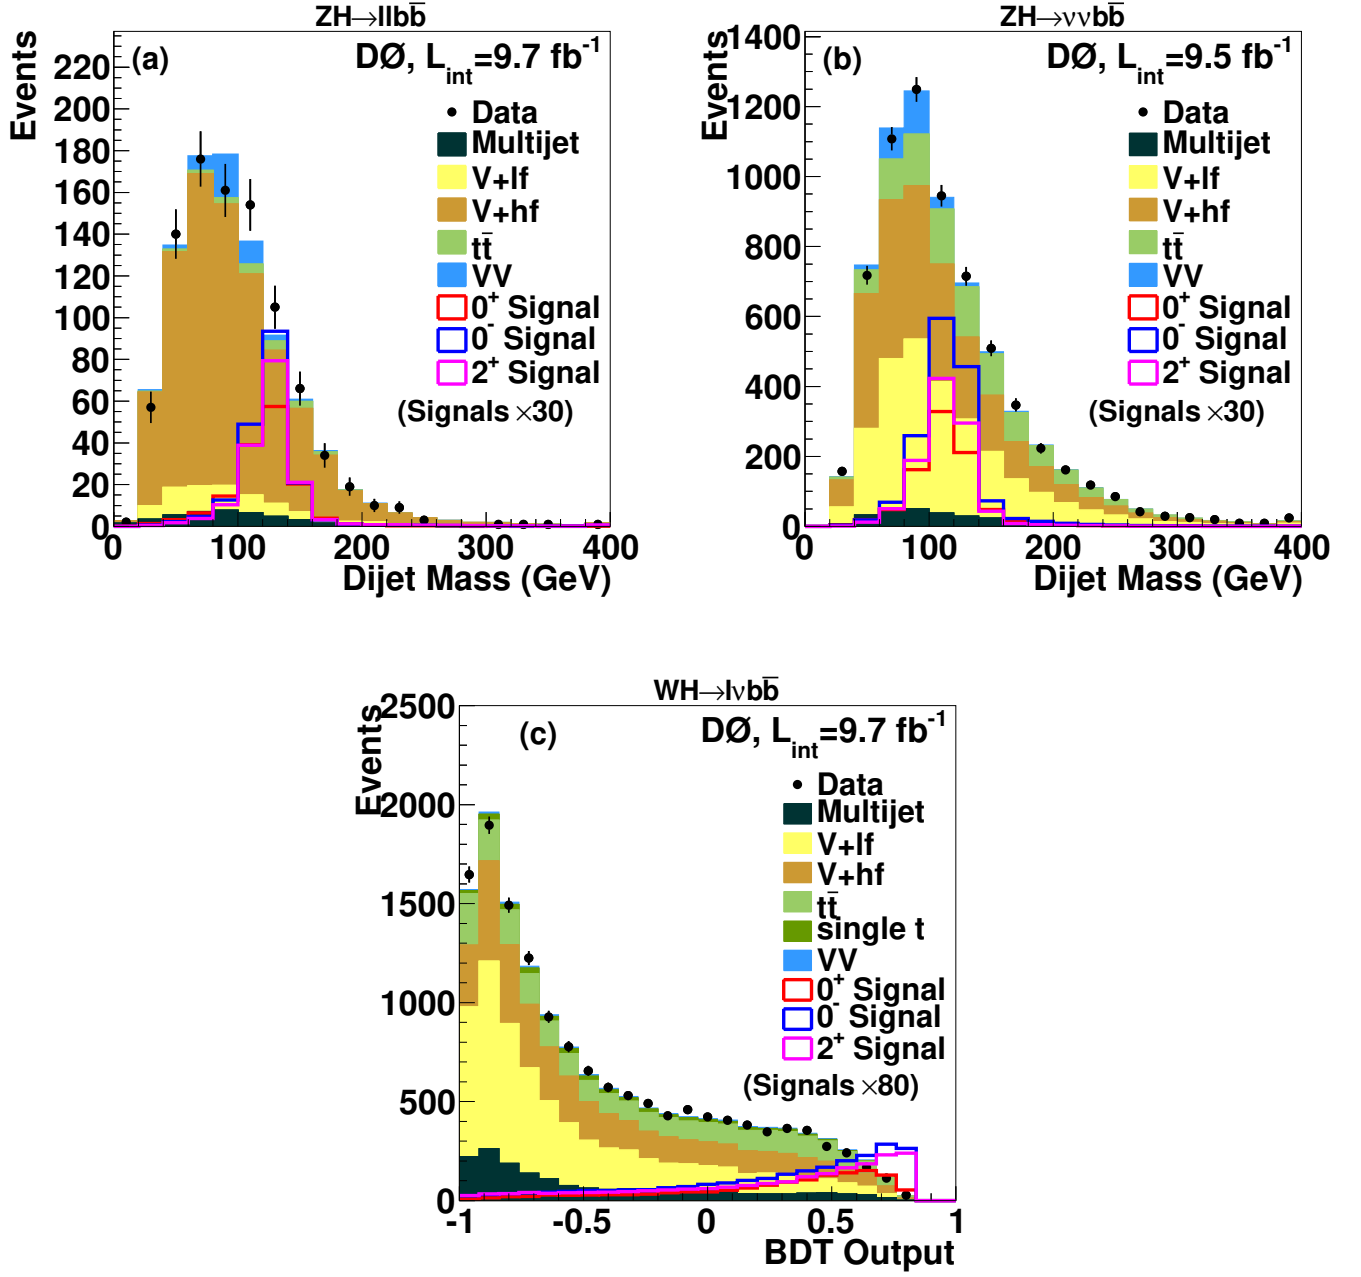 ZH→llbb̅
Events
220
200
180
160
140
120
100
80
60
40
20
0
(a)
DØ, L_int=9.7 fb⁻¹
Data
Multijet
V+lf
V+hf
tt̅
VV
0⁺ Signal
0⁻ Signal
2⁺ Signal
(Signals ×30)
0 100 200 300 400
Dijet Mass (GeV)
ZH→ννbb̅
Events
1400
1200
1000
800
600
400
200
0
(b)
DØ, L_int=9.5 fb⁻¹
Data
Multijet
V+lf
V+hf
tt̅
VV
0⁺ Signal
0⁻ Signal
2⁺ Signal
(Signals ×30)
0 100 200 300 400
Dijet Mass (GeV)
WH→lνbb̅
Events
2500
2000
1500
1000
500
0
(c)
DØ, L_int=9.7 fb⁻¹
Data
Multijet
V+lf
V+hf
tt̅
single t
VV
0⁺ Signal
0⁻ Signal
2⁺ Signal
(Signals ×80)
-1 -0.5 0 0.5 1
BDT Output